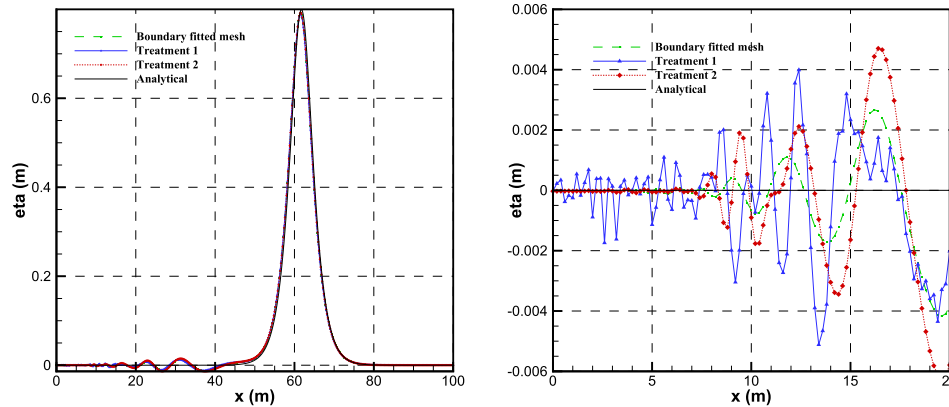 Boundary fitted mesh
Treatment 1
Treatment 2
Analytical
0.6
0.4
0.2
0
0 20 40 60 80 100
x (m)
eta (m)
0.006
0.004
0.002
0
-0.002
-0.004
-0.006
Boundary fitted mesh
Treatment 1
Treatment 2
Analytical
0 5 10 15 2
x (m)
eta (m)